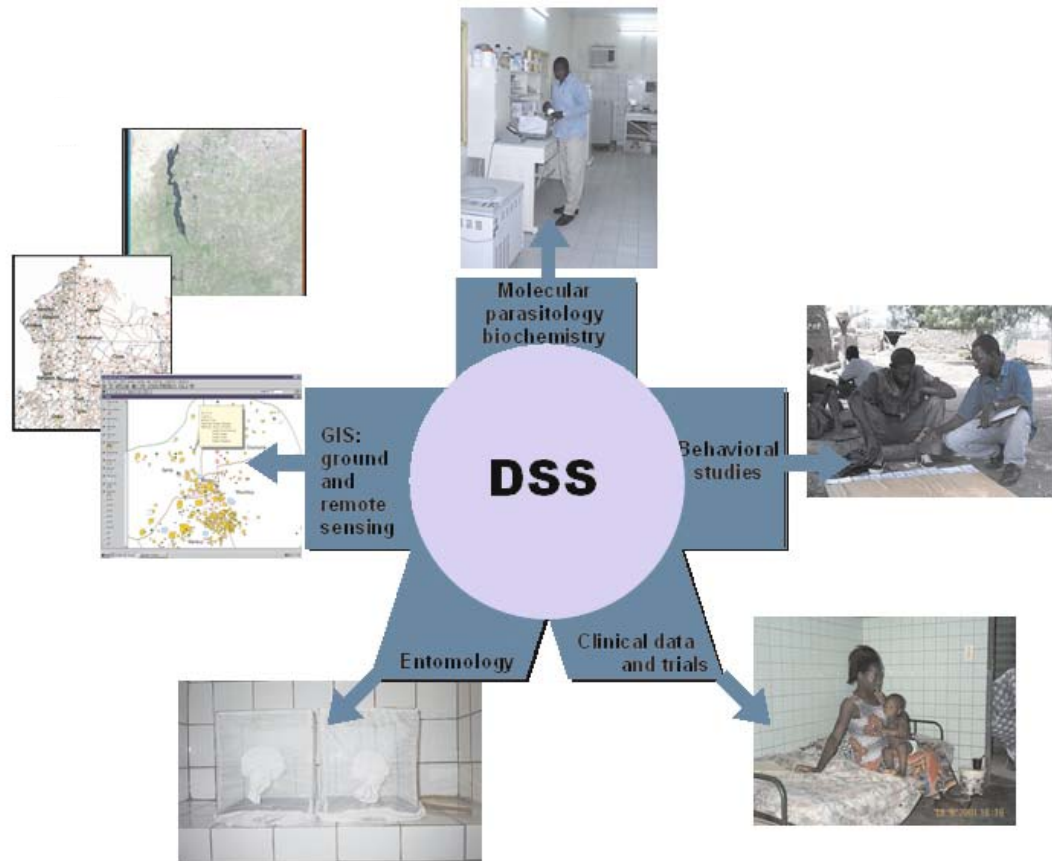 Molecular
parasitology
biochemistry
GIS:
ground
and
remote
sensing
DSS
Behavioral
studies
Entomology
Clinical data
and trials